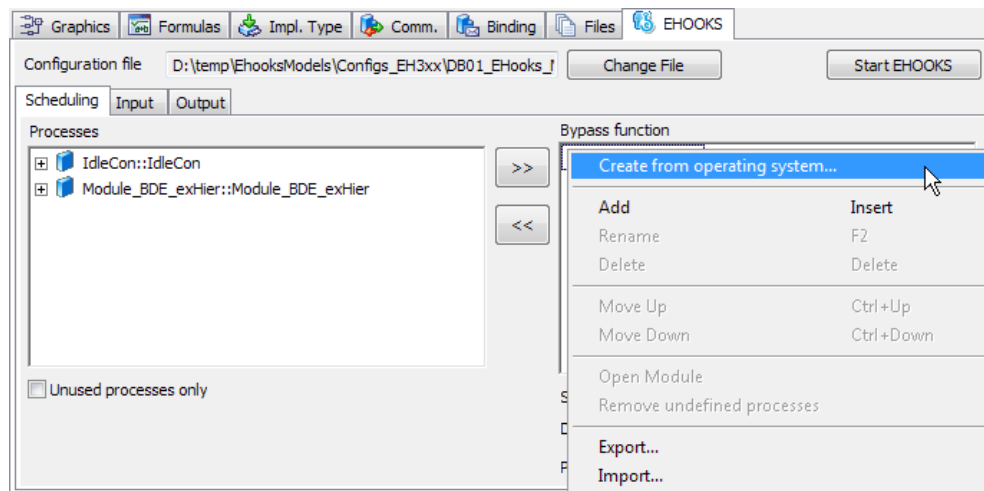 Graphics Formulas Impl. Type Comm. Binding Files EHOOKS
Configuration file D:\temp\EhooksModels\Configs_EH3xx\DB01_EHooks_ Change File Start EHOOKS
Scheduling Input Output
Processes Bypass function
IdleCon::IdleCon >> Create from operating system...
Module_BDE_exHier::Module_BDE_exHier
Add Insert
<< Rename F2
Delete Delete
Move Up Ctrl+Up
Move Down Ctrl+Down
Open Module
Unused processes only
Remove undefined processes
Export...
Import...